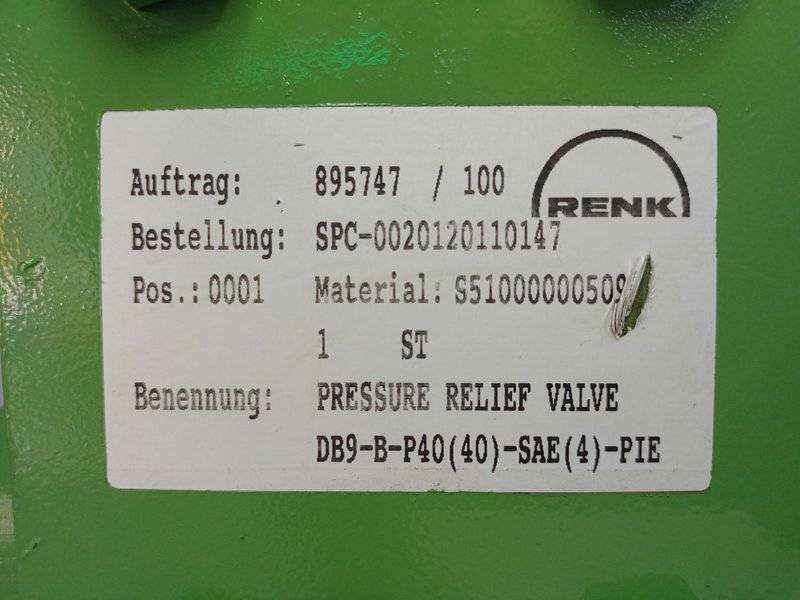 RENK
Auftrag: 895747 / 100
Bestellung: SPC-0020120110147
Pos.: 0001 Material:
1 ST
Benennung: PRESSURE RELIEF VALVE
DB9-B-P40(40)-SAE(4)-PIE